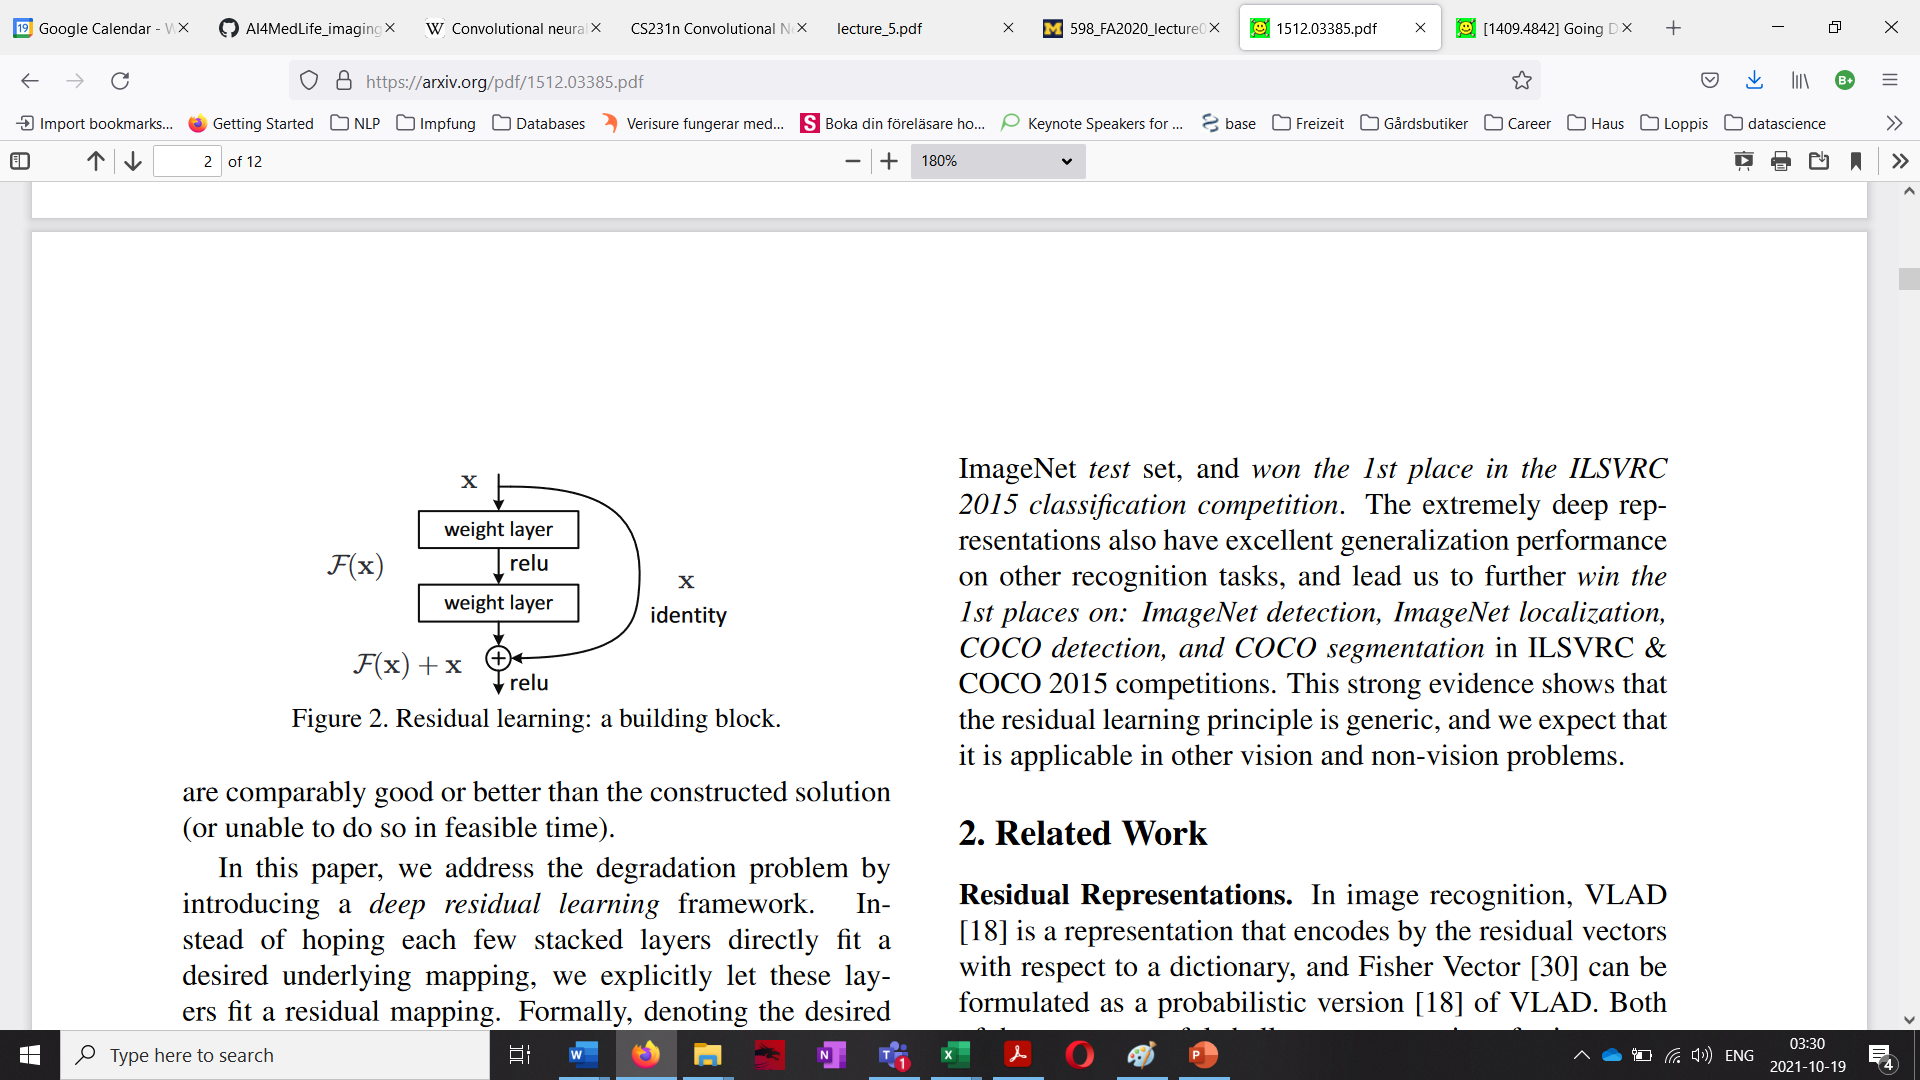 19 Google Calendar - W
AI4MedLife_imaging
W Convolutional neural
CS231n Convolutional Ne
lecture_5.pdf
M 598_FA2020_lecture0
1512.03385.pdf
[1409.4842] Going D
https://arxiv.org/pdf/1512.03385.pdf
B+
Import bookmarks...
Getting Started
NLP
Impfung
Databases
Verisure fungerar med...
S Boka din föreläsare ho...
Keynote Speakers for ...
base
Freizeit
Gårdsbutiker
Career
Haus
Loppis
datascience
2 of 12
180%
x
weight layer
F(x)
relu
weight layer
x
identity
F(x) + x
relu
Figure 2. Residual learning: a building block.
are comparably good or better than the constructed solution
(or unable to do so in feasible time).
In this paper, we address the degradation problem by
introducing a deep residual learning framework. In-
stead of hoping each few stacked layers directly fit a
desired underlying mapping, we explicitly let these lay-
ers fit a residual mapping. Formally, denoting the desired
ImageNet test set, and won the 1st place in the ILSVRC
2015 classification competition. The extremely deep rep-
resentations also have excellent generalization performance
on other recognition tasks, and lead us to further win the
1st places on: ImageNet detection, ImageNet localization,
COCO detection, and COCO segmentation in ILSVRC &
COCO 2015 competitions. This strong evidence shows that
the residual learning principle is generic, and we expect that
it is applicable in other vision and non-vision problems.
2. Related Work
Residual Representations. In image recognition, VLAD
[18] is a representation that encodes by the residual vectors
with respect to a dictionary, and Fisher Vector [30] can be
formulated as a probabilistic version [18] of VLAD. Both
Type here to search
W
N
T
1
X
P
ENG
03:30
2021-10-19
4